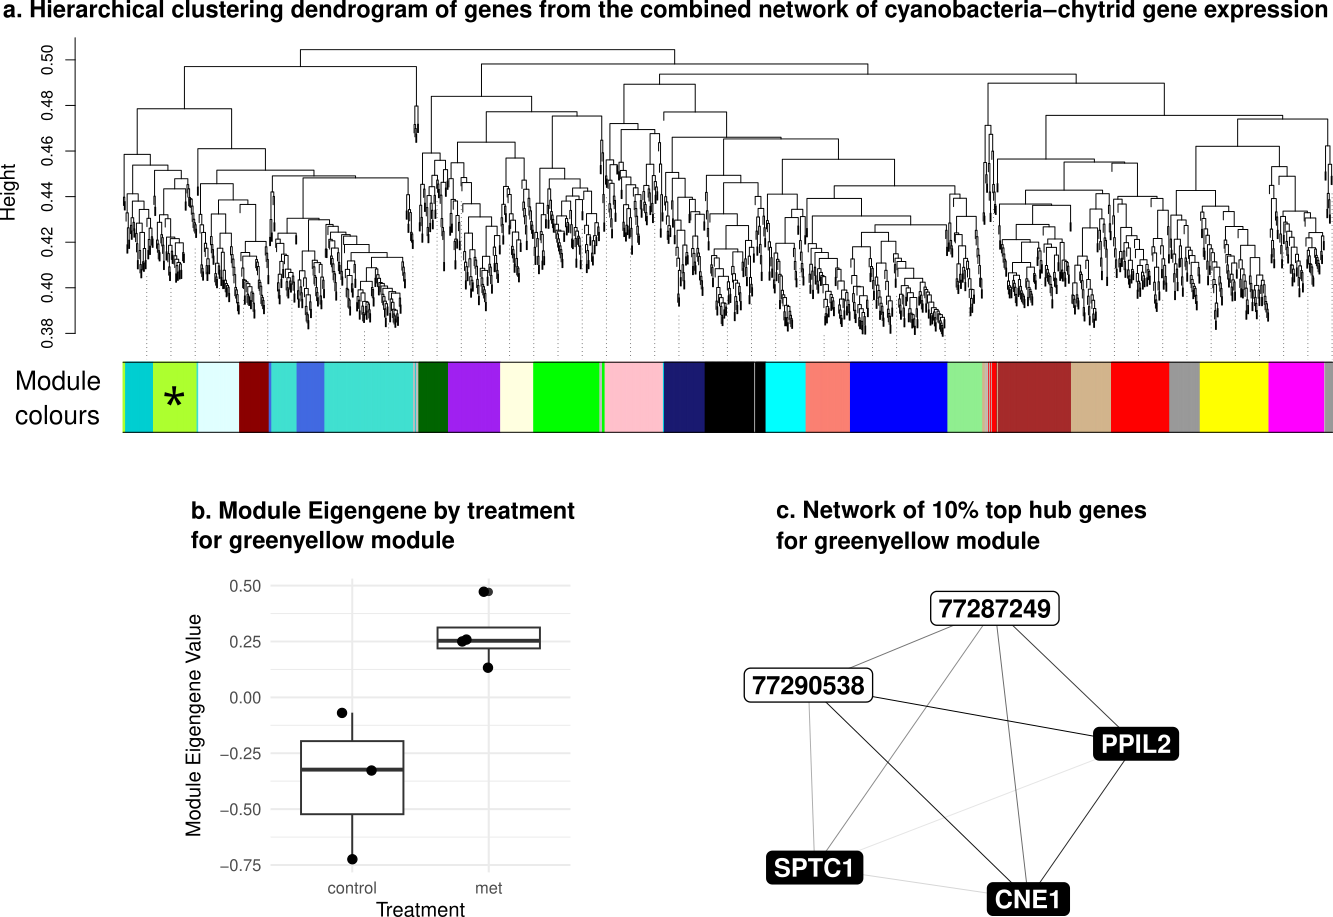 a. Hierarchical clustering dendrogram of genes from the combined network of cyanobacteria−chytrid gene expression
Height
0.50
0.48
0.46
0.44
0.42
0.40
0.38
Module
colours
*
b. Module Eigengene by treatment
for greenyellow module
Module Eigengene Value
0.50
0.25
0.00
−0.25
−0.50
−0.75
control
met
Treatment
c. Network of 10% top hub genes
for greenyellow module
77287249
77290538
PPIL2
SPTC1
CNE1